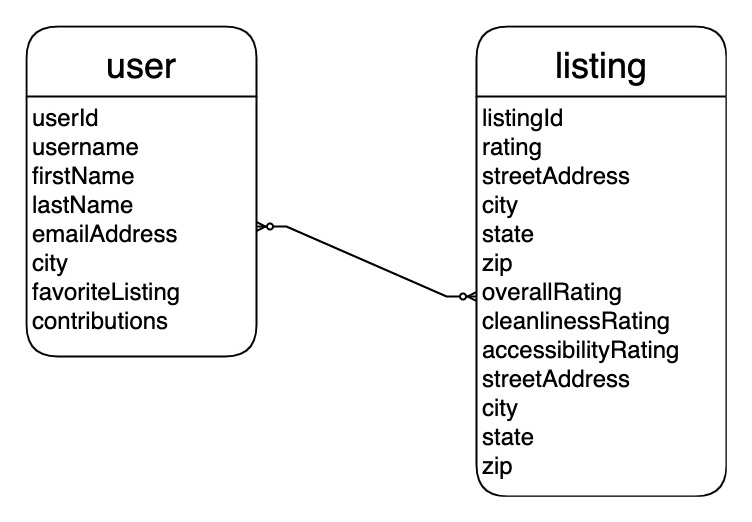 user
userId
username
firstName
lastName
emailAddress
city
favoriteListing
contributions
listing
listingId
rating
streetAddress
city
state
zip
overallRating
cleanlinessRating
accessibilityRating
streetAddress
city
state
zip